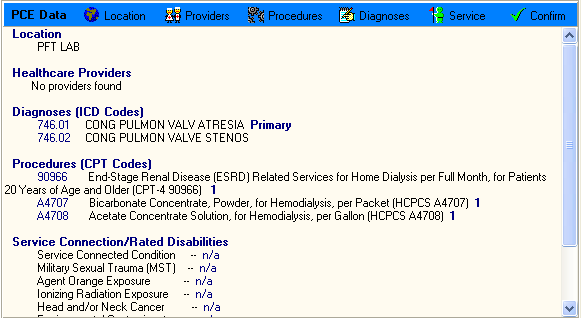 PCE Data Location Providers Procedures Diagnoses Service Confirm
Location
PFT LAB
Healthcare Providers
No providers found
Diagnoses (ICD Codes)
746.01 CONG PULMON VALV ATRESIA Primary
746.02 CONG PULMON VALVE STENOS
Procedures (CPT Codes)
90966 End-Stage Renal Disease (ESRD) Related Services for Home Dialysis per Full Month, for Patients
20 Years of Age and Older (CPT-4 90966) 1
A4707 Bicarbonate Concentrate, Powder, for Hemodialysis, per Packet (HCPCS A4707) 1
A4708 Acetate Concentrate Solution, for Hemodialysis, per Gallon (HCPCS A4708) 1
Service Connection/Rated Disabilities
Service Connected Condition -- n/a
Military Sexual Trauma (MST) -- n/a
Agent Orange Exposure -- n/a
Ionizing Radiation Exposure -- n/a
Head and/or Neck Cancer -- n/a